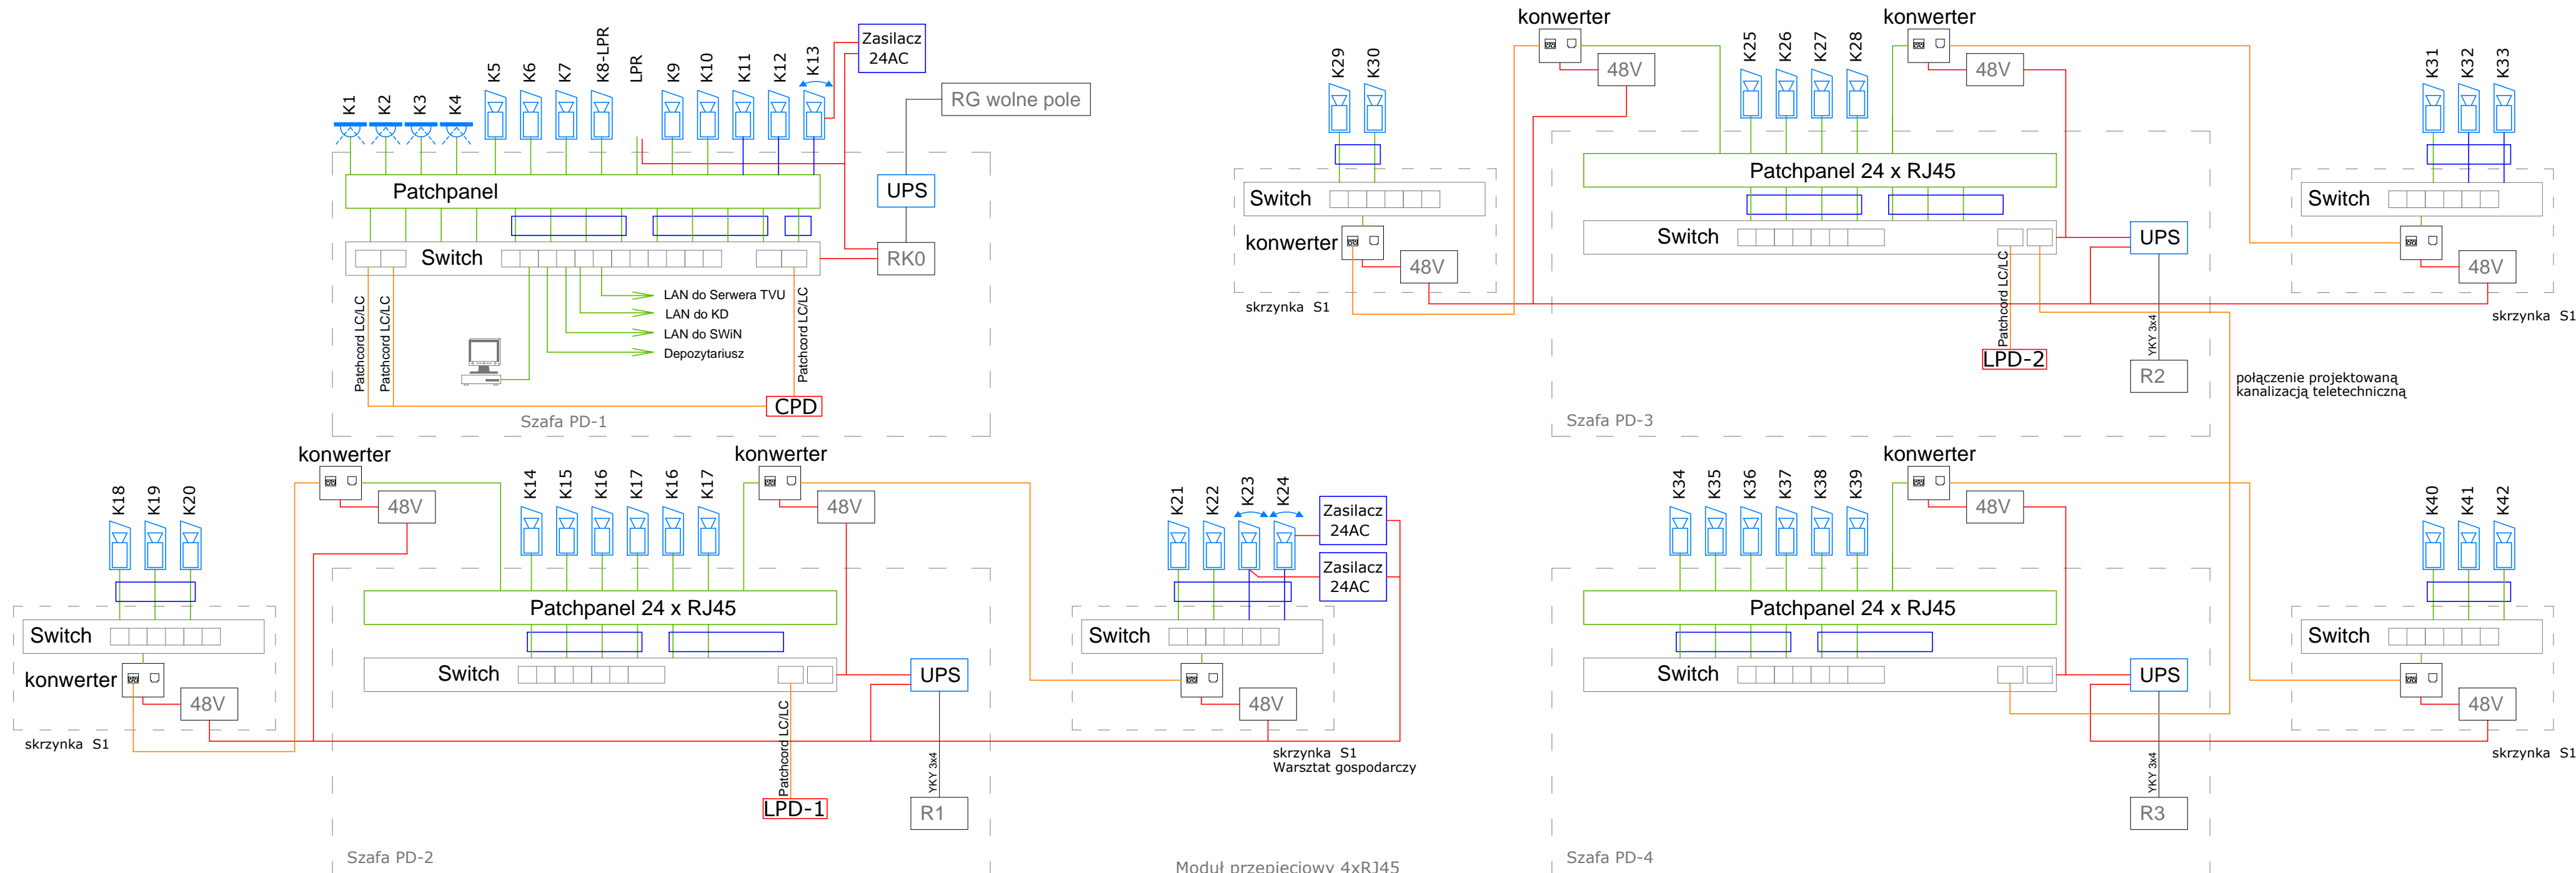 K1
K2
K3
K4
K5
K6
K7
K8-LPR
LPR
K9
K10
K11
K12
K13
Zasilacz
24AC
RG wolne pole
Patchpanel
UPS
Switch
RK0
LAN do Serwera TVU
LAN do KD
LAN do SWiN
Depozytariusz
Patchcord LC/LC
Patchcord LC/LC
Patchcord LC/LC
CPD
Szafa PD-1
konwerter
48V
K25
K26
K27
K28
konwerter
48V
K29
K30
Switch
konwerter
48V
skrzynka S1
Patchpanel 24 x RJ45
Switch
UPS
Patchcord LC/LC
LPD-2
YKY 3x4
R2
Szafa PD-3
K31
K32
K33
Switch
48V
skrzynka S1
połączenie projektowaną
kanalizacją teletechniczną
konwerter
48V
K14
K15
K16
K17
K16
K17
konwerter
48V
K18
K19
K20
Switch
konwerter
48V
skrzynka S1
Patchpanel 24 x RJ45
Switch
UPS
Patchcord LC/LC
LPD-1
YKY 3x4
R1
Szafa PD-2
K21
K22
K23
K24
Zasilacz
24AC
Zasilacz
24AC
Switch
48V
skrzynka S1
Warsztat gospodarczy
Moduł przepięciowy 4xRJ45
K34
K35
K36
K37
K38
K39
konwerter
48V
Patchpanel 24 x RJ45
Switch
UPS
YKY 3x4
R3
Szafa PD-4
K40
K41
K42
Switch
48V
skrzynka S1